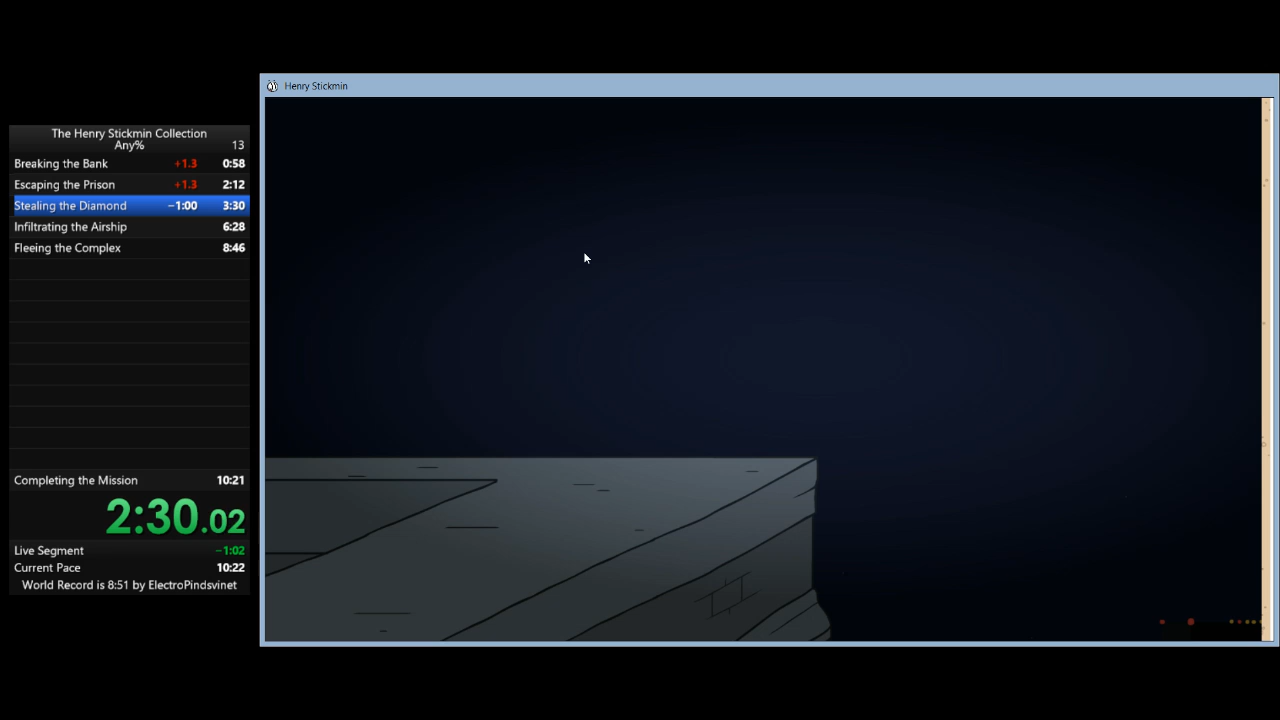 Henry Stickmin
The Henry Stickmin Collection
Any% 13
Breaking the Bank +1.3 0:58
Escaping the Prison +1.3 2:12
Stealing the Diamond −1:00 3:30
Infiltrating the Airship 6:28
Fleeing the Complex 8:46
Completing the Mission 10:21
2:30.02
Live Segment −1:02
Current Pace 10:22
World Record is 8:51 by ElectroPindsvinet